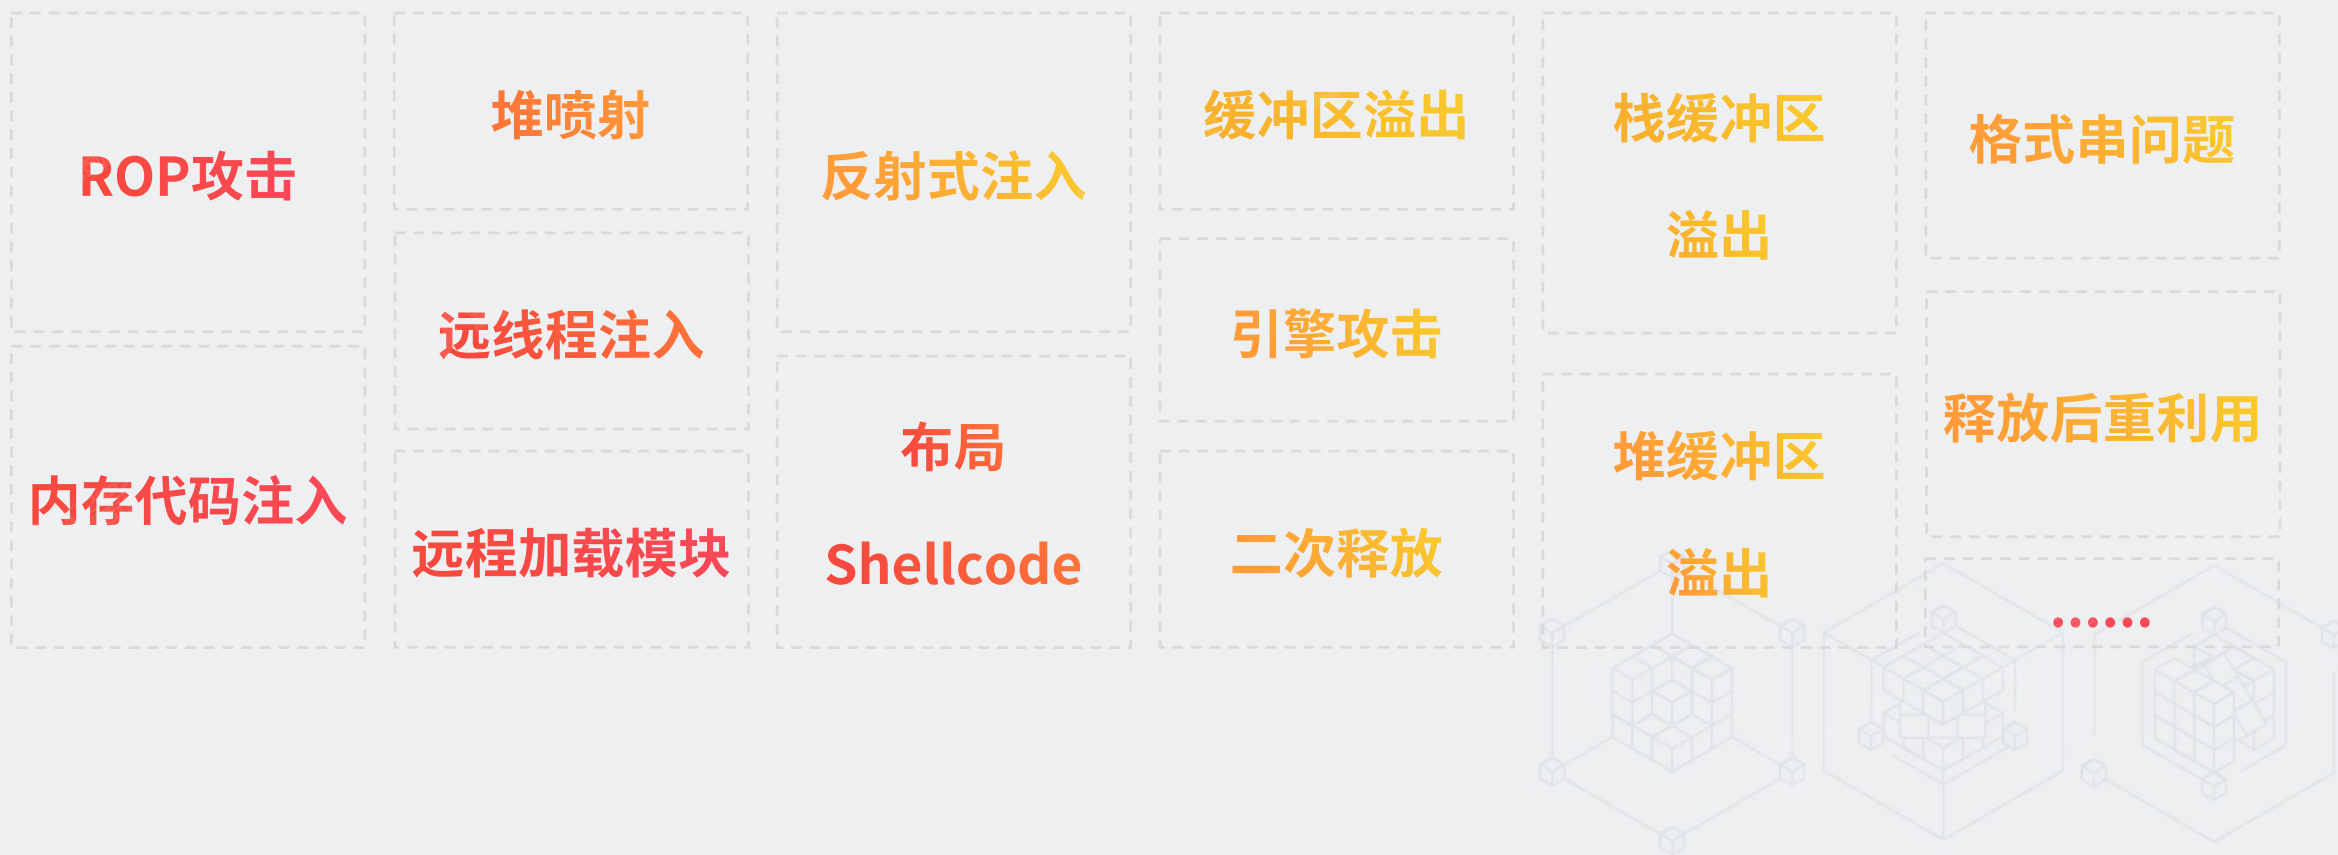 ROP攻击
内存代码注入
堆喷射
远线程注入
远程加载模块
反射式注入
布局
Shellcode
缓冲区溢出
引擎攻击
二次释放
栈缓冲区
溢出
堆缓冲区
溢出
格式串问题
释放后重利用
······